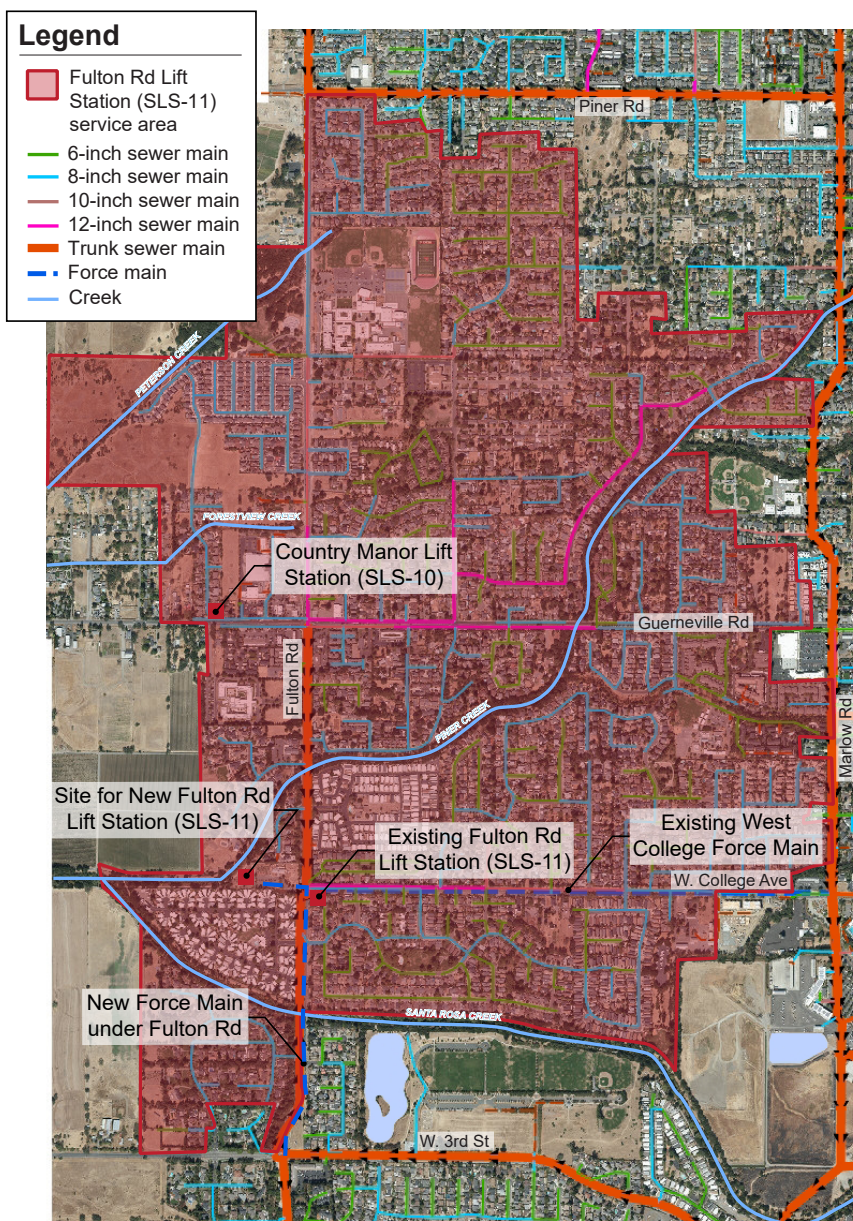 Legend
Fulton Rd Lift
Station (SLS-11)
service area
6-inch sewer main
8-inch sewer main
10-inch sewer main
12-inch sewer main
Trunk sewer main
Force main
Creek
Piner Rd
PETERSON CREEK
FORESTVIEW CREEK
Country Manor Lift
Station (SLS-10)
Guerneville Rd
Fulton Rd
PINER CREEK
Marlow Rd
Site for New Fulton Rd
Lift Station (SLS-11)
Existing Fulton Rd
Lift Station (SLS-11)
Existing West
College Force Main
W. College Ave
New Force Main
under Fulton Rd
SANTA ROSA CREEK
W. 3rd St